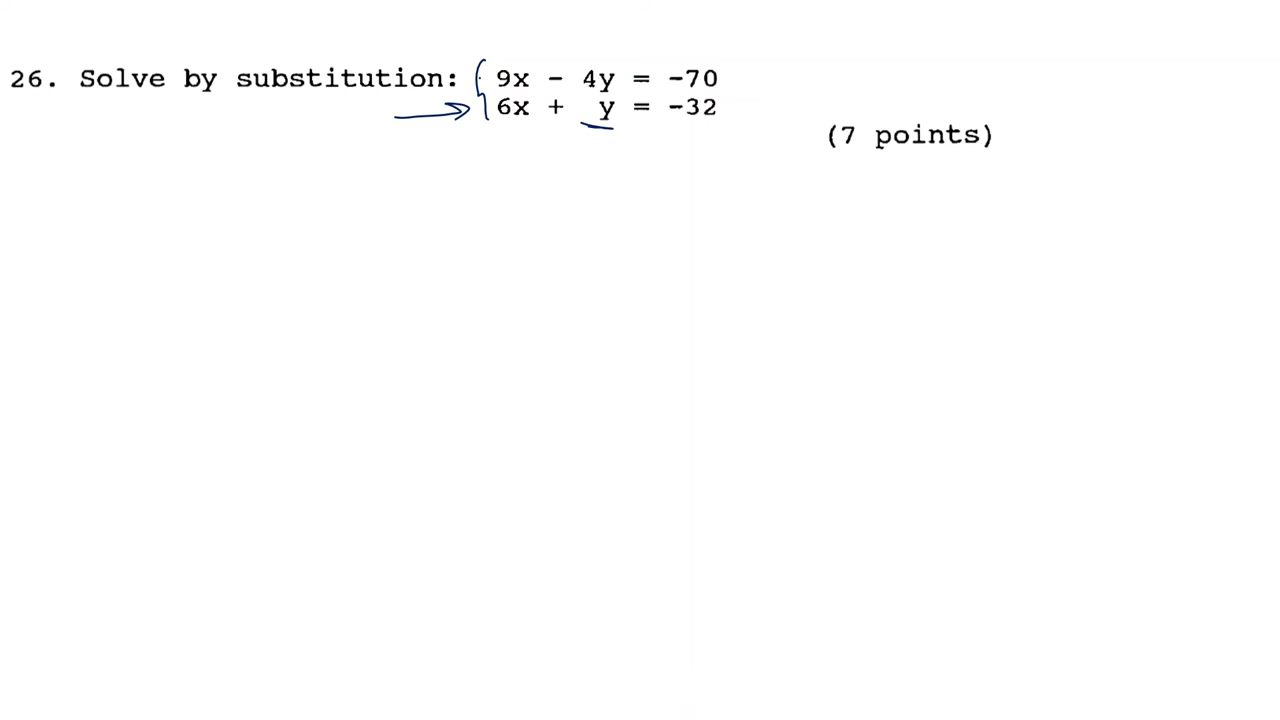 26. Solve by substitution: 9x - 4y = -70
6x + y = -32
(7 points)